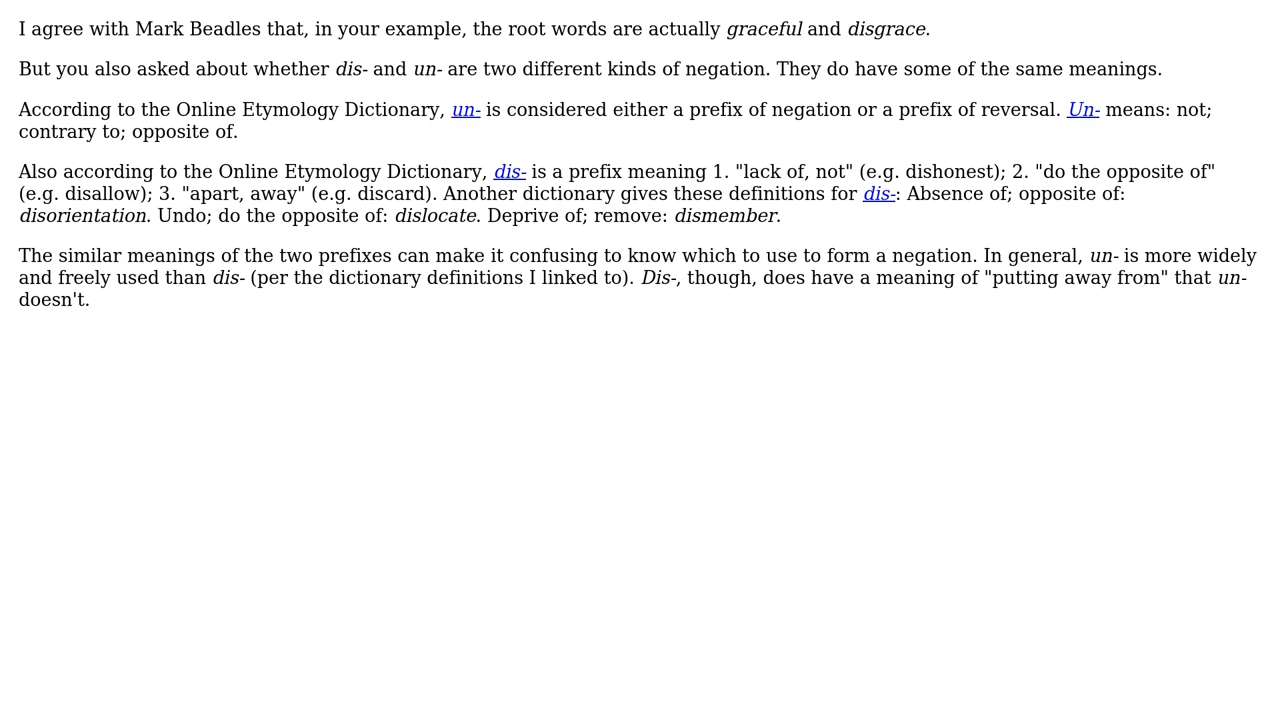 I agree with Mark Beadles that, in your example, the root words are actually graceful and disgrace.
But you also asked about whether dis- and un- are two different kinds of negation. They do have some of the same meanings.
According to the Online Etymology Dictionary, un- is considered either a prefix of negation or a prefix of reversal. Un- means: not;
contrary to; opposite of.
Also according to the Online Etymology Dictionary, dis- is a prefix meaning 1. "lack of, not" (e.g. dishonest); 2. "do the opposite of"
(e.g. disallow); 3. "apart, away" (e.g. discard). Another dictionary gives these definitions for dis-: Absence of; opposite of:
disorientation. Undo; do the opposite of: dislocate. Deprive of; remove: dismember.
The similar meanings of the two prefixes can make it confusing to know which to use to form a negation. In general, un- is more widely
and freely used than dis- (per the dictionary definitions I linked to). Dis-, though, does have a meaning of "putting away from" that un-
doesn't.